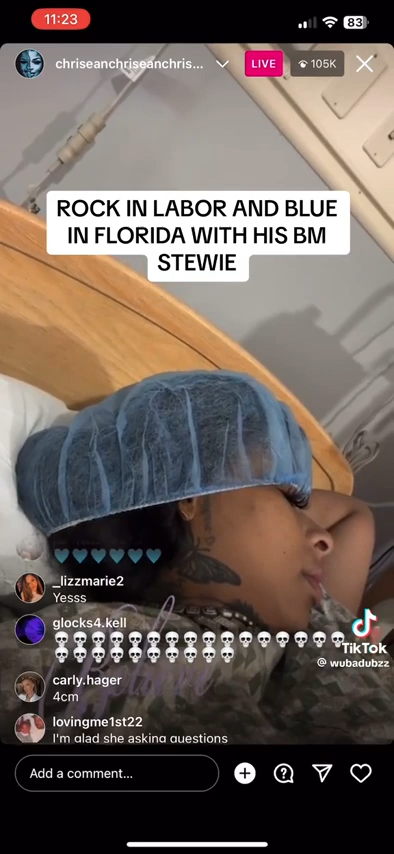 11:23
83
chriseanchriseanchris...
LIVE
105K
ROCK IN LABOR AND BLUE
IN FLORIDA WITH HIS BM
STEWIE
_lizzmarie2
Yesss
glocks4.kell
carly.hager
4cm
lovingme1st22
I'm glad she asking questions
TikTok
@wubadubzz
Add a comment...